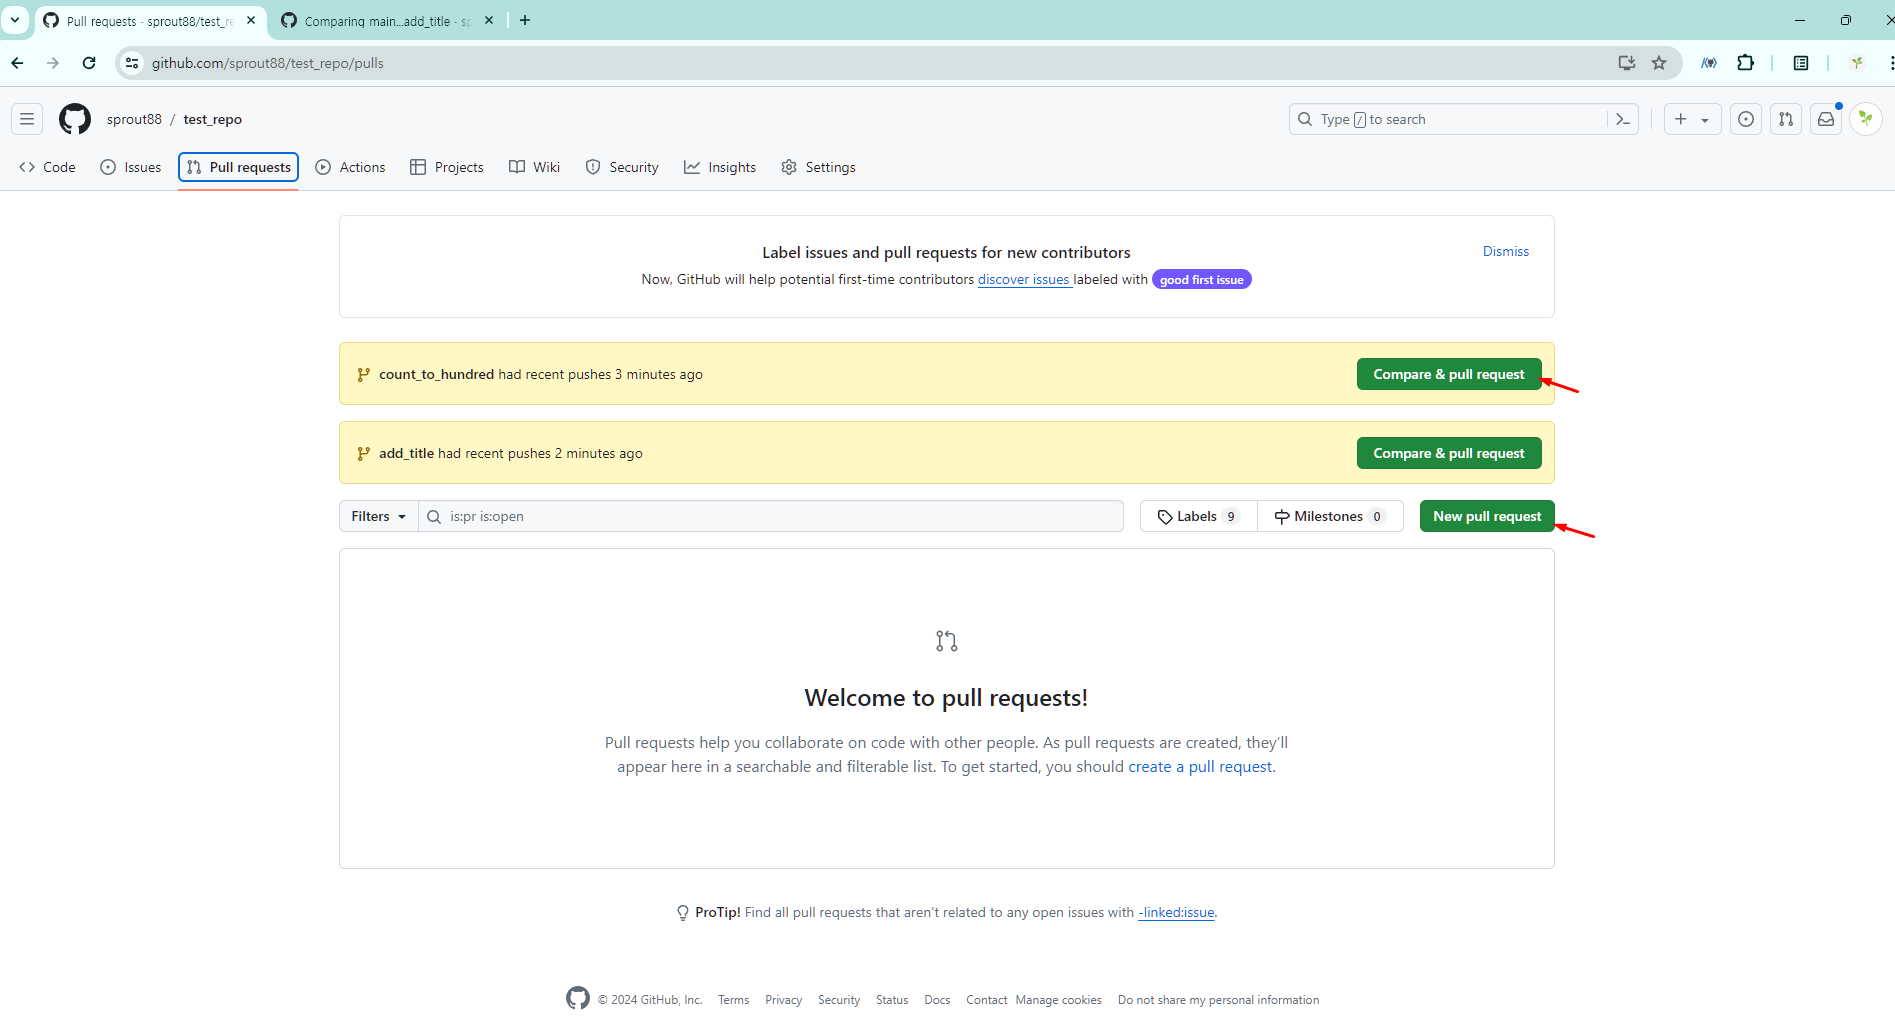 Pull requests · sprout88/test_re
Comparing main...add_title · sp
github.com/sprout88/test_repo/pulls
sprout88 / test_repo
Type / to search
Code
Issues
Pull requests
Actions
Projects
Wiki
Security
Insights
Settings
Label issues and pull requests for new contributors
Dismiss
Now, GitHub will help potential first-time contributors discover issues labeled with good first issue
count_to_hundred had recent pushes 3 minutes ago
Compare & pull request
add_title had recent pushes 2 minutes ago
Compare & pull request
Filters
is:pr is:open
Labels 9
Milestones 0
New pull request
Welcome to pull requests!
Pull requests help you collaborate on code with other people. As pull requests are created, they’ll
appear here in a searchable and filterable list. To get started, you should create a pull request.
ProTip! Find all pull requests that aren't related to any open issues with -linked:issue.
© 2024 GitHub, Inc.
Terms
Privacy
Security
Status
Docs
Contact
Manage cookies
Do not share my personal information